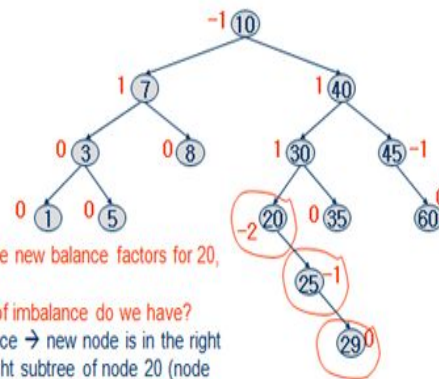 -1 10
1 7 1 40
0 3 0 8 1 30 45 -1
0 1 0 5 20 0 35 60
-2
e new balance factors for 20,
25 -1
of imbalance do we have?
ce → new node is in the right
ght subtree of node 20 (node
29 0